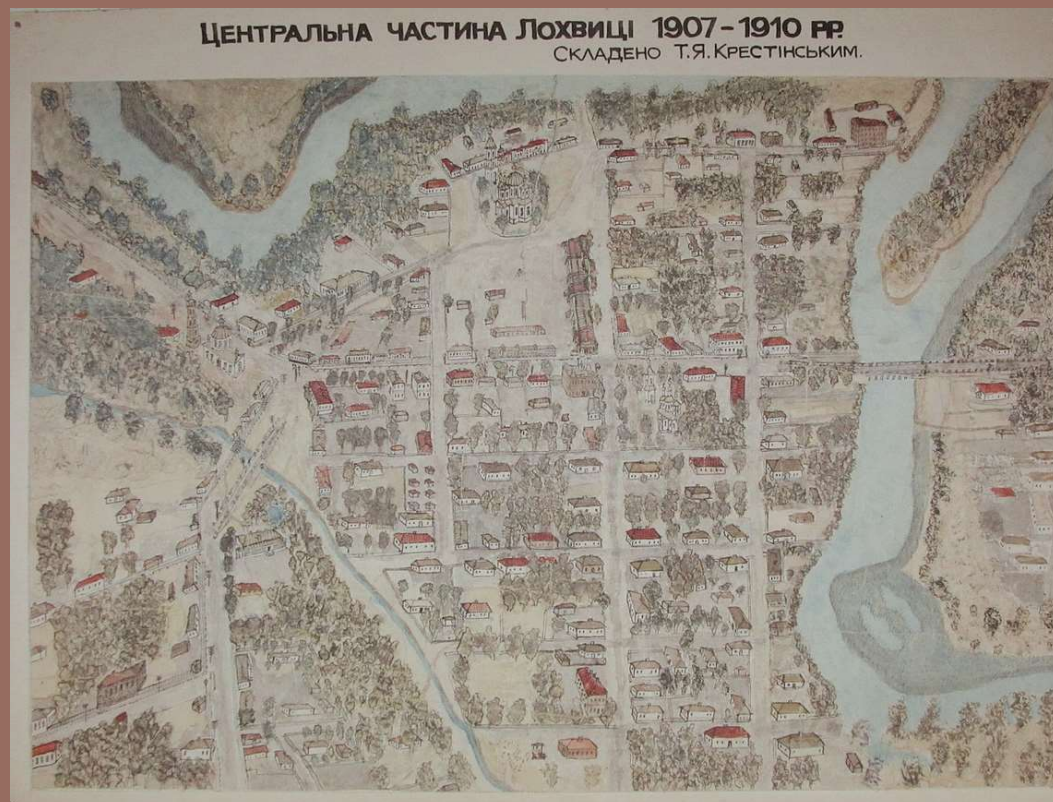 ЦЕНТРАЛЬНА ЧАСТИНА ЛОХВИЦІ 1907-1910 РР.
СКЛАДЕНО Т.Я.КРЕСТІНСЬКИМ.